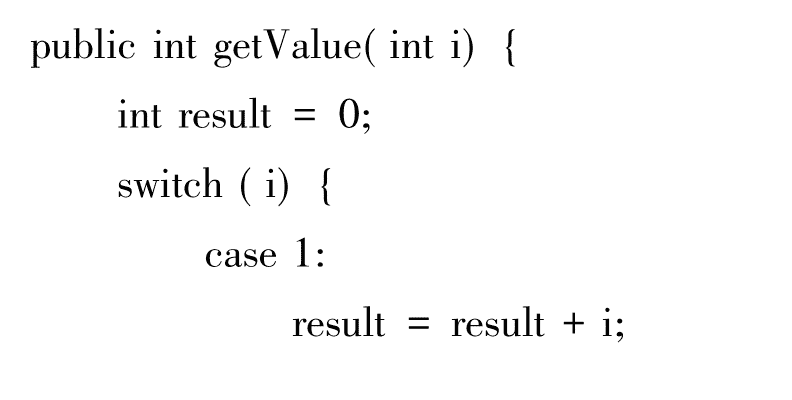 public int getValue( int i) {
int result = 0;
switch ( i) {
case 1:
result = result + i;